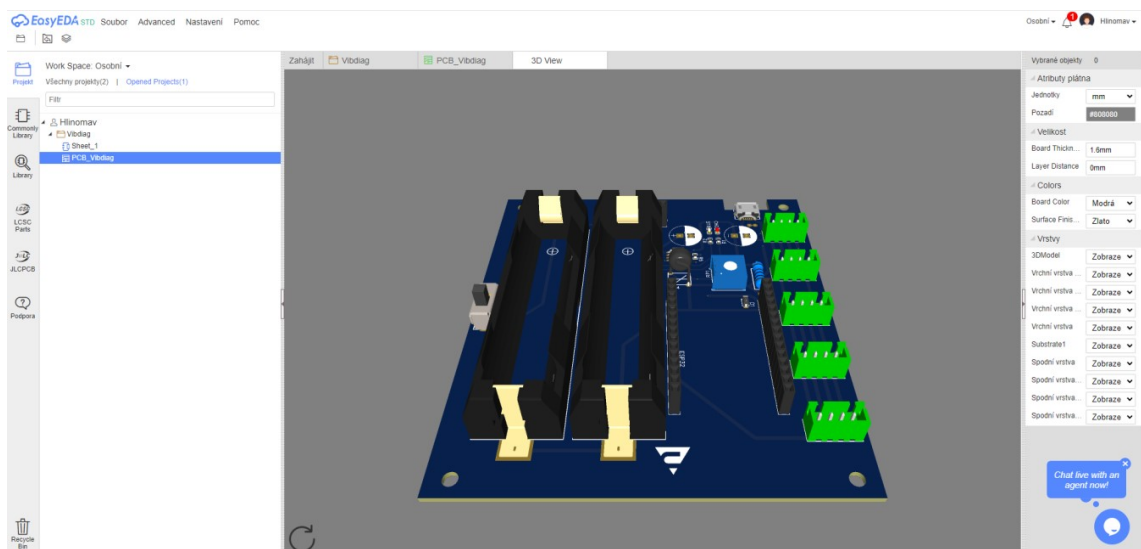 EasyEDA STD Soubor Advanced Nastavení Pomoc
Osobní
1
Hlinomav
Projekt
Commonly Library
Library
LCSC Parts
JLCPCB
Podpora
Recycle Bin
Work Space: Osobní
Všechny projekty(2) | Opened Projects(1)
Filtr
Hlinomav
Vibdiag
Sheet_1
PCB_Vibdiag
Zahájit Vibdiag PCB_Vibdiag 3D View
ESP32
Vybrané objekty 0
Atributy plátna
Jednotky mm
Pozadí #808080
Velikost
Board Thickn... 1.6mm
Layer Distance 0mm
Colors
Board Color Modrá
Surface Finis... Zlato
Vrstvy
3DModel Zobraze
Vrchní vrstva ... Zobraze
Vrchní vrstva ... Zobraze
Vrchní vrstva ... Zobraze
Vrchní vrstva Zobraze
Substrate1 Zobraze
Spodní vrstva Zobraze
Spodní vrstva... Zobraze
Spodní vrstva... Zobraze
Spodní vrstva... Zobraze
Chat live with an
agent now!